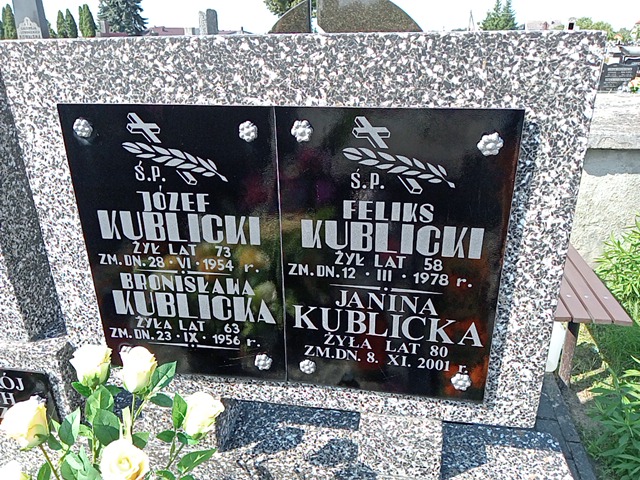 Ś.P.
JÓZEF
KUBLICKI
ŻYŁ LAT 73
ZM. DN. 28 · VI · 1954 r.
BRONISŁAWA
KUBLICKA
ŻYŁA LAT 63
ZM. DN. 23 · IX · 1956 r.
Ś.P.
FELIKS
KUBLICKI
ŻYŁ LAT 58
ZM. DN. 12 · III · 1978 r.
JANINA
KUBLICKA
ŻYŁA LAT 80
ZM. DN. 8. XI. 2001 r.